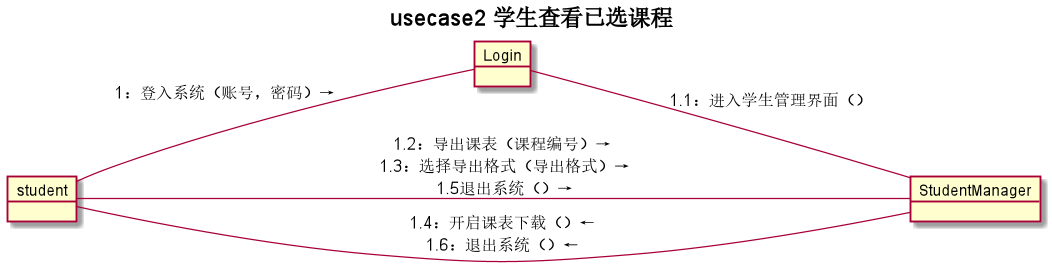 usecase2 学生查看已选课程
Login
1：登入系统（账号，密码）→
1.1：进入学生管理界面（）
1.2：导出课表（课程编号）→
1.3：选择导出格式（导出格式）→
1.5退出系统（）→
student
StudentManager
1.4：开启课表下载（）←
1.6：退出系统（）←